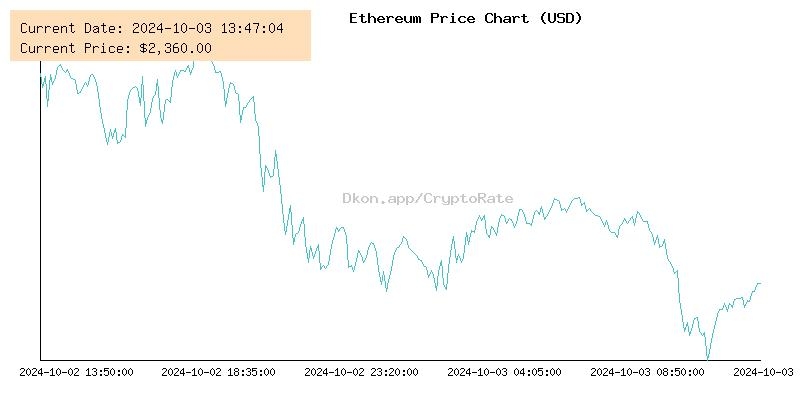 Ethereum Price Chart (USD)
Current Date: 2024-10-03 13:47:04
Current Price: $2,360.00
Dkon.app/CryptoRate
2024-10-02 13:50:00
2024-10-02 18:35:00
2024-10-02 23:20:00
2024-10-03 04:05:00
2024-10-03 08:50:00
2024-10-03